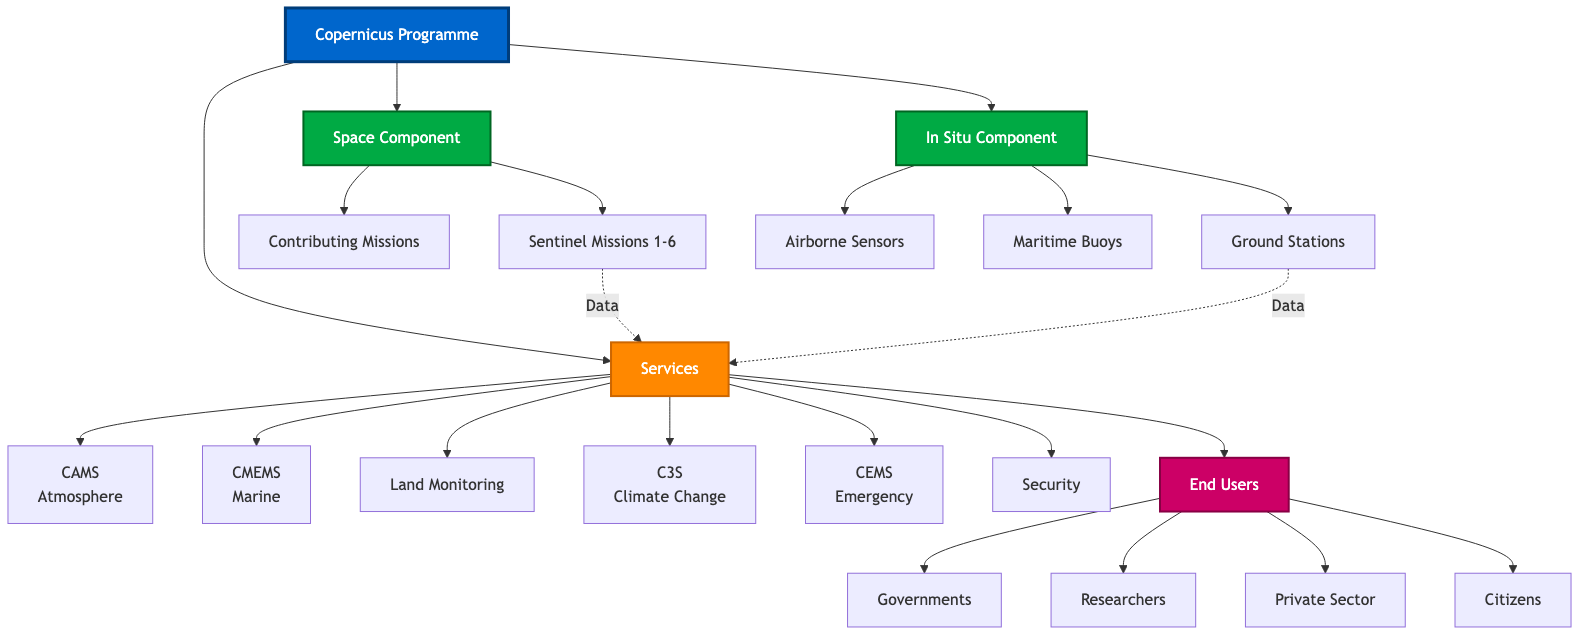 Copernicus Programme
Space Component
In Situ Component
Contributing Missions
Sentinel Missions 1-6
Airborne Sensors
Maritime Buoys
Ground Stations
Data
Data
Services
CAMS
Atmosphere
CMEMS
Marine
Land Monitoring
C3S
Climate Change
CEMS
Emergency
Security
End Users
Governments
Researchers
Private Sector
Citizens